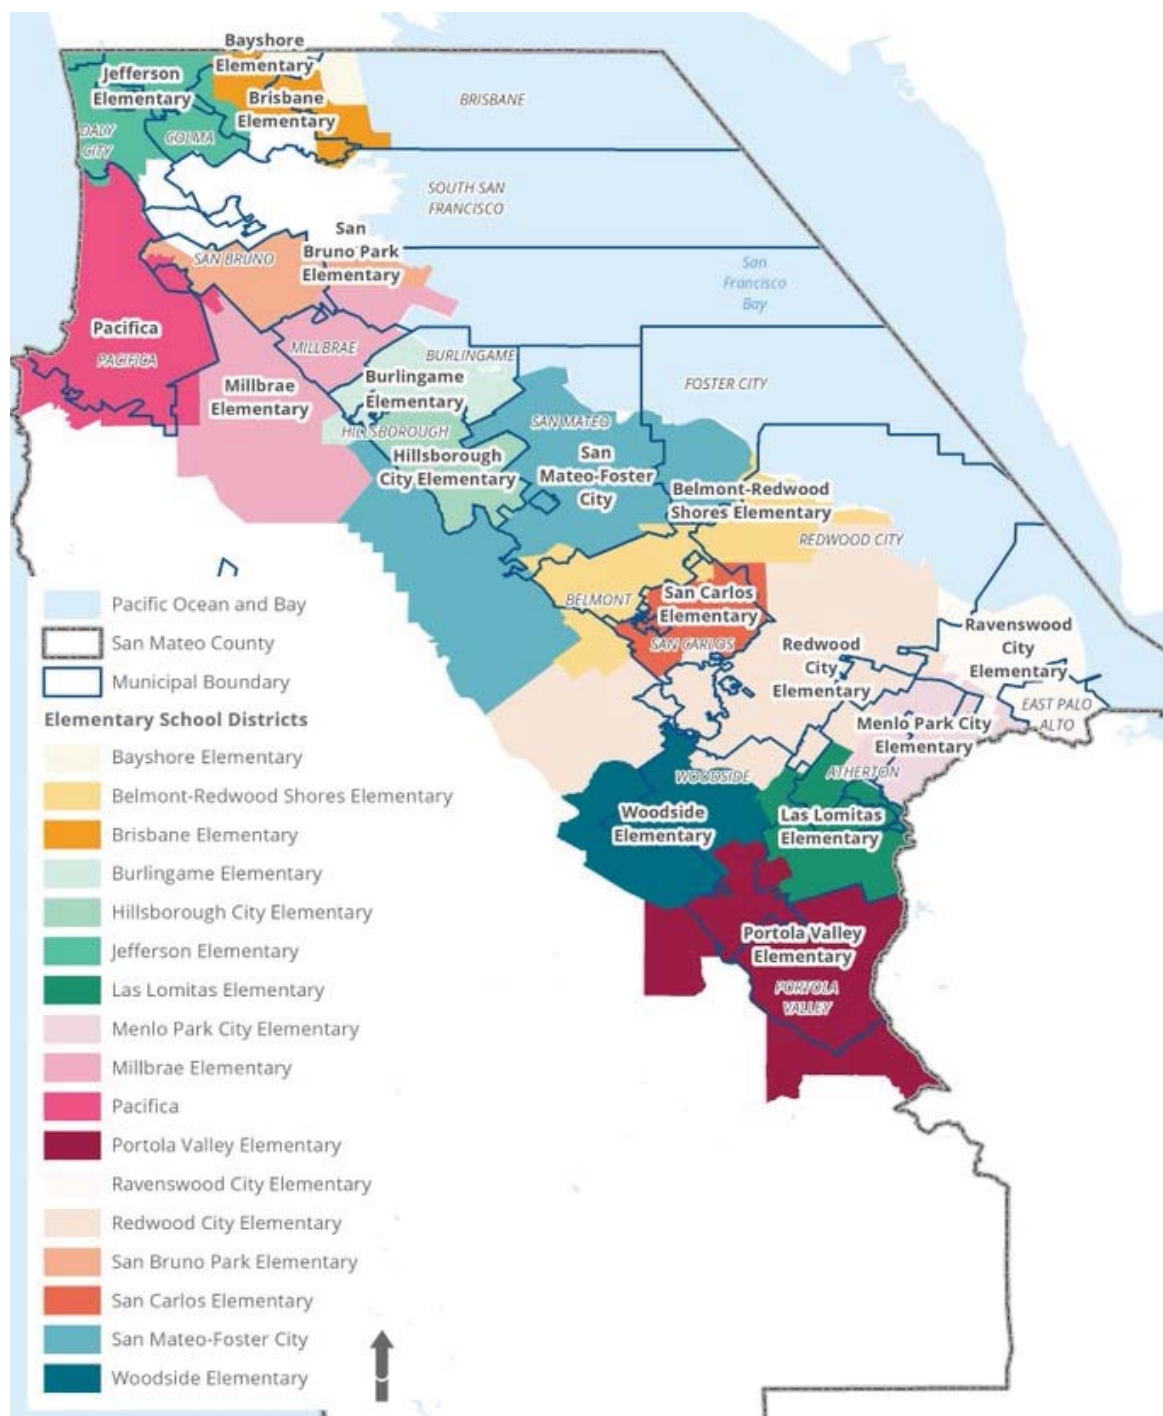 Bayshore
Elementary
Jefferson
Elementary
Brisbane
Elementary
BRISBANE
DALY
CITY
COLMA
SOUTH SAN
FRANCISCO
San
Bruno Park
Elementary
SAN BRUNO
San
Francisco
Bay
Pacifica
PACIFICA
MILLBRAE
BURLINGAME
Millbrae
Elementary
Burlingame
Elementary
FOSTER CITY
HILLSBOROUGH
SAN MATEO
Hillsborough
City Elementary
San
Mateo-Foster
City
Belmont-Redwood
Shores Elementary
REDWOOD CITY
BELMONT
San Carlos
Elementary
SAN CARLOS
Redwood
City
Elementary
Ravenswood
City
Elementary
EAST PALO
ALTO
Menlo Park City
Elementary
WOODSIDE
ATHERTON
Woodside
Elementary
Las Lomitas
Elementary
Portola Valley
Elementary
PORTOLA
VALLEY
Pacific Ocean and Bay
San Mateo County
Municipal Boundary
Elementary School Districts
Bayshore Elementary
Belmont-Redwood Shores Elementary
Brisbane Elementary
Burlingame Elementary
Hillsborough City Elementary
Jefferson Elementary
Las Lomitas Elementary
Menlo Park City Elementary
Millbrae Elementary
Pacifica
Portola Valley Elementary
Ravenswood City Elementary
Redwood City Elementary
San Bruno Park Elementary
San Carlos Elementary
San Mateo-Foster City
Woodside Elementary